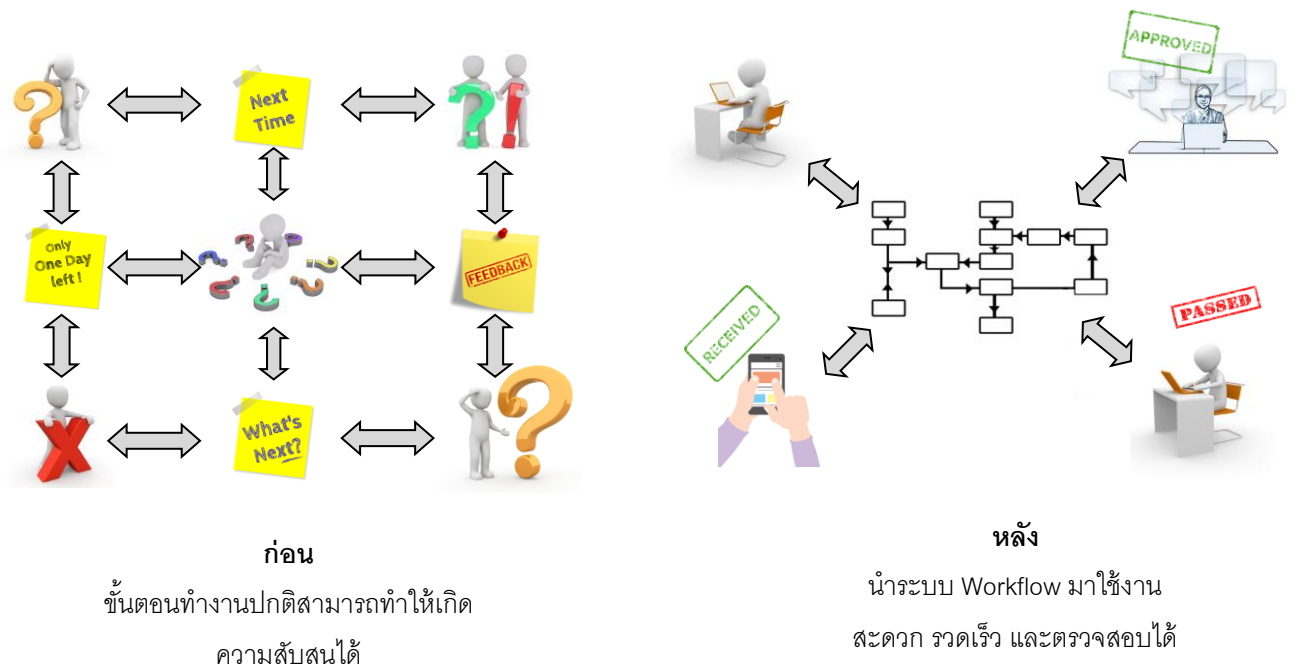 Next
Time
Only
One Day
left !
FEEDBACK
What's
Next?
ก่อน
ขั้นตอนทำงานปกติสามารถทำให้เกิด
ความสับสนได้
APPROVED
RECEIVED
PASSED
หลัง
นำระบบ Workflow มาใช้งาน
สะดวก รวดเร็ว และตรวจสอบได้